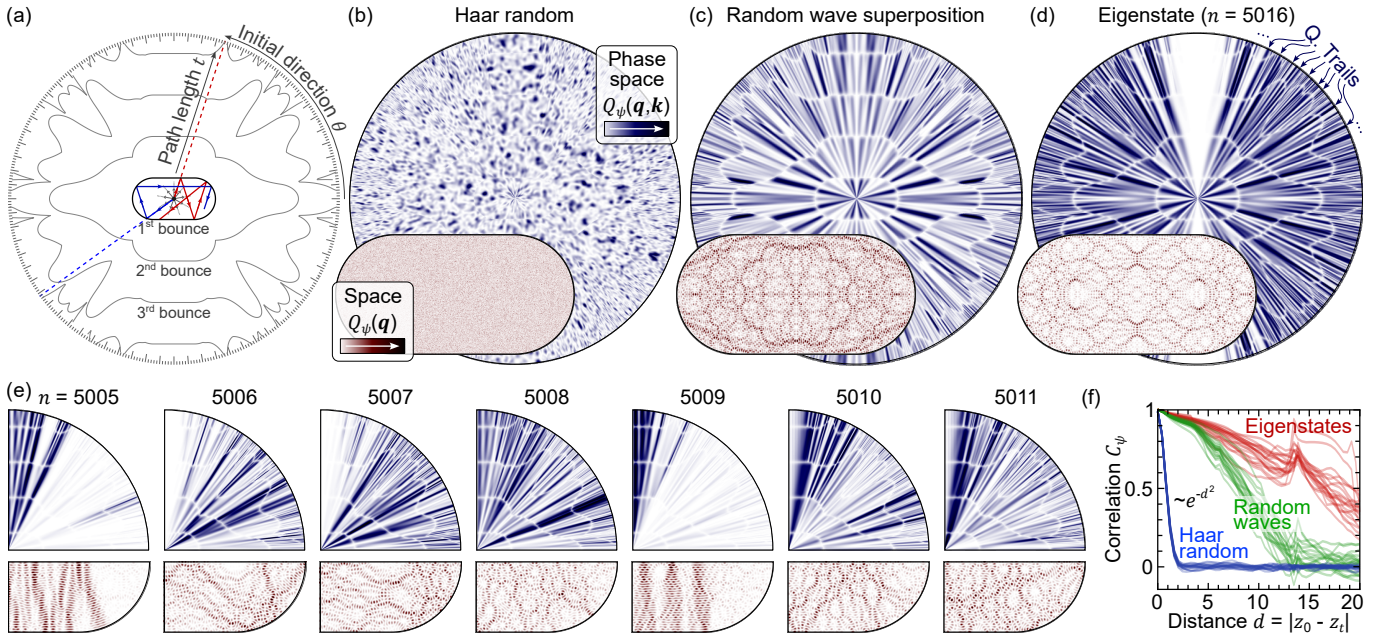 (a)
Initial direction θ
Path length t
1st bounce
2nd bounce
3rd bounce
(b)
Haar random
Phase
space
Qψ(q,k)
Space
Qψ(q)
(c)
Random wave superposition
(d)
Eigenstate (n = 5016)
... Q Trails ...
(e)
n = 5005
5006
5007
5008
5009
5010
5011
(f)
1
0.5
0
Correlation Cψ
Eigenstates
~e^-d²
Random
waves
Haar
random
0 5 10 15 20
Distance d = |z₀ - zₜ|